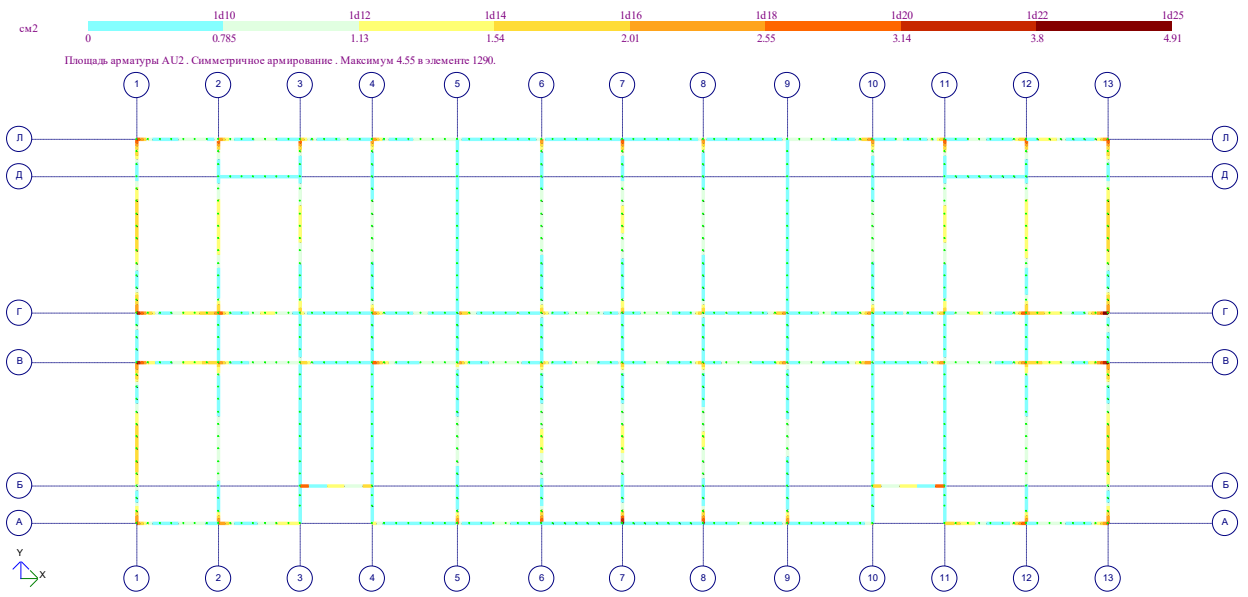 1d10 1d12 1d14 1d16 1d18 1d20 1d22 1d25
см2
0 0.785 1.13 1.54 2.01 2.55 3.14 3.8 4.91
Площадь арматуры AU2 . Симметричное армирование . Максимум 4.55 в элементе 1290.
1 2 3 4 5 6 7 8 9 10 11 12 13
Л Л
Д Д
Г Г
В В
Б Б
А А
Y
X
1 2 3 4 5 6 7 8 9 10 11 12 13